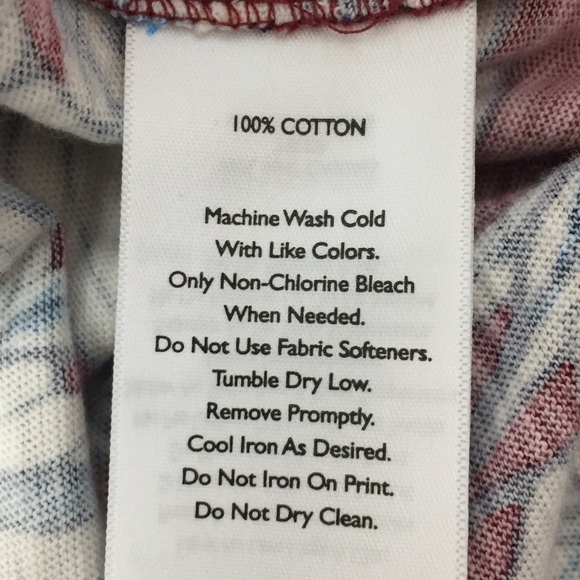 100% COTTON
Machine Wash Cold
With Like Colors.
Only Non-Chlorine Bleach
When Needed.
Do Not Use Fabric Softeners.
Tumble Dry Low.
Remove Promptly.
Cool Iron As Desired.
Do Not Iron On Print.
Do Not Dry Clean.